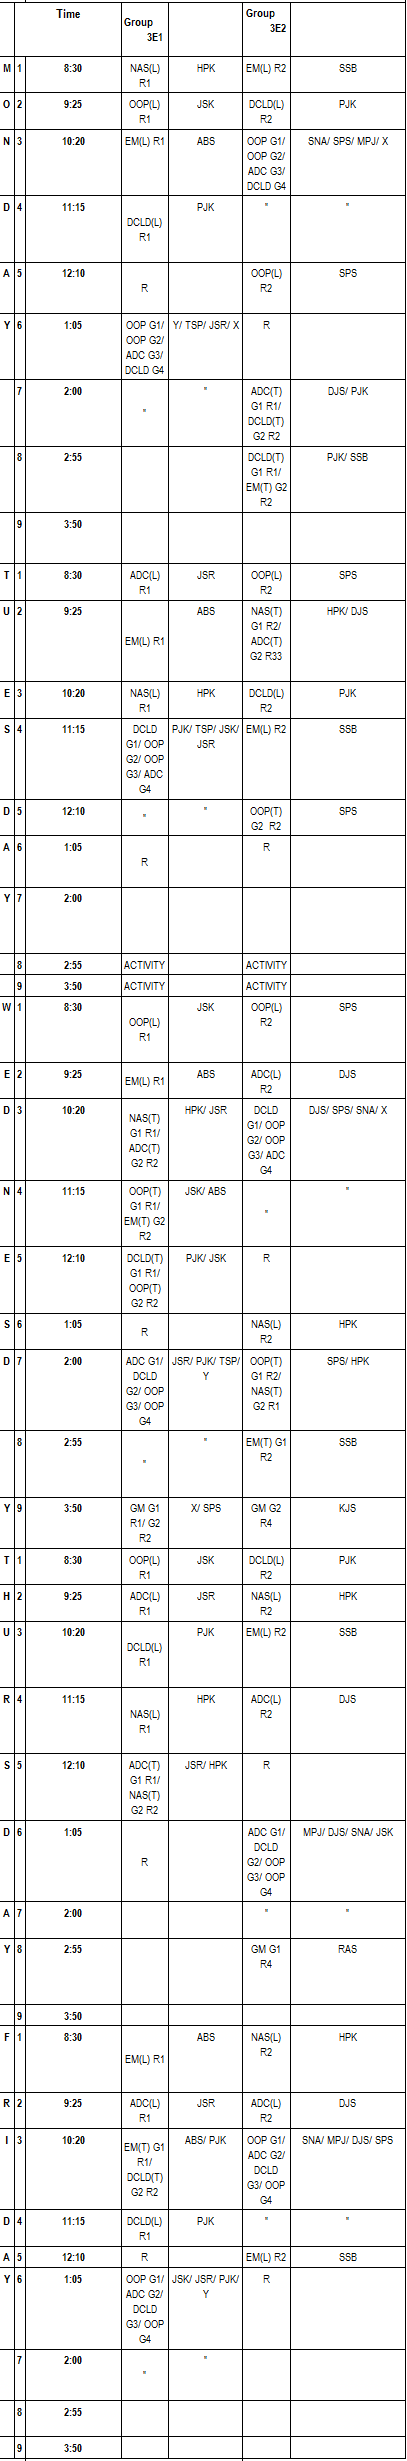 Time Group 3E1 Group 3E2
M 1 8:30 NAS(L) R1 HPK EM(L) R2 SSB
O 2 9:25 OOP(L) R1 JSK DCLD(L) R2 PJK
N 3 10:20 EM(L) R1 ABS OOP G1/ OOP G2/ ADC G3/ DCLD G4 SNA/ SPS/ MPJ/ X
D 4 11:15 DCLD(L) R1 PJK " "
A 5 12:10 R OOP(L) R2 SPS
Y 6 1:05 OOP G1/ OOP G2/ ADC G3/ DCLD G4 Y/ TSP/ JSR/ X R
7 2:00 " " ADC(T) G1 R1/ DCLD(T) G2 R2 DJS/ PJK
8 2:55 DCLD(T) G1 R1/ EM(T) G2 R2 PJK/ SSB
9 3:50
T 1 8:30 ADC(L) R1 JSR OOP(L) R2 SPS
U 2 9:25 EM(L) R1 ABS NAS(T) G1 R2/ ADC(T) G2 R33 HPK/ DJS
E 3 10:20 NAS(L) R1 HPK DCLD(L) R2 PJK
S 4 11:15 DCLD G1/ OOP G2/ OOP G3/ ADC G4 PJK/ TSP/ JSK/ JSR EM(L) R2 SSB
D 5 12:10 " " OOP(T) G2 R2 SPS
A 6 1:05 R R
Y 7 2:00
8 2:55 ACTIVITY ACTIVITY
9 3:50 ACTIVITY ACTIVITY
W 1 8:30 OOP(L) R1 JSK OOP(L) R2 SPS
E 2 9:25 EM(L) R1 ABS ADC(L) R2 DJS
D 3 10:20 NAS(T) G1 R1/ ADC(T) G2 R2 HPK/ JSR DCLD G1/ OOP G2/ OOP G3/ ADC G4 DJS/ SPS/ SNA/ X
N 4 11:15 OOP(T) G1 R1/ EM(T) G2 R2 JSK/ ABS " "
E 5 12:10 DCLD(T) G1 R1/ OOP(T) G2 R2 PJK/ JSK R
S 6 1:05 R NAS(L) R2 HPK
D 7 2:00 ADC G1/ DCLD G2/ OOP G3/ OOP G4 JSR/ PJK/ TSP/ Y OOP(T) G1 R2/ NAS(T) G2 R1 SPS/ HPK
8 2:55 " " EM(T) G1 R2 SSB
Y 9 3:50 GM G1 R1/ G2 R2 X/ SPS GM G2 R4 KJS
T 1 8:30 OOP(L) R1 JSK DCLD(L) R2 PJK
H 2 9:25 ADC(L) R1 JSR NAS(L) R2 HPK
U 3 10:20 DCLD(L) R1 PJK EM(L) R2 SSB
R 4 11:15 NAS(L) R1 HPK ADC(L) R2 DJS
S 5 12:10 ADC(T) G1 R1/ NAS(T) G2 R2 JSR/ HPK R
D 6 1:05 R ADC G1/ DCLD G2/ OOP G3/ OOP G4 MPJ/ DJS/ SNA/ JSK
A 7 2:00 " "
Y 8 2:55 GM G1 R4 RAS
9 3:50
F 1 8:30 EM(L) R1 ABS NAS(L) R2 HPK
R 2 9:25 ADC(L) R1 JSR ADC(L) R2 DJS
I 3 10:20 EM(T) G1 R1/ DCLD(T) G2 R2 ABS/ PJK OOP G1/ ADC G2/ DCLD G3/ OOP G4 SNA/ MPJ/ DJS/ SPS
D 4 11:15 DCLD(L) R1 PJK " "
A 5 12:10 R EM(L) R2 SSB
Y 6 1:05 OOP G1/ ADC G2/ DCLD G3/ OOP G4 JSK/ JSR/ PJK/ Y R
7 2:00 " "
8 2:55
9 3:50